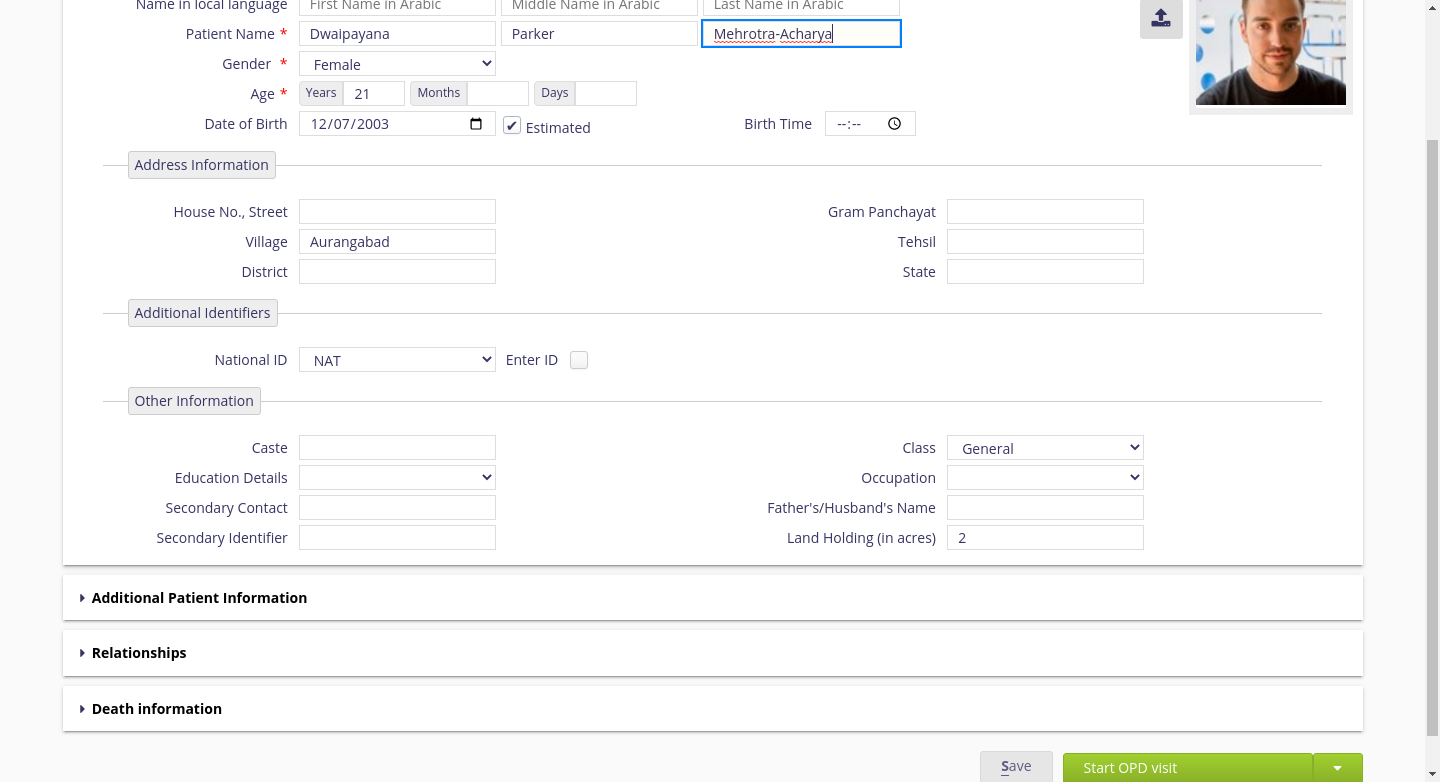 Name in local language First Name in Arabic Middle Name in Arabic Last Name in Arabic
Patient Name * Dwaipayana Parker Mehrotra-Acharya
Gender * Female
Age * Years 21 Months Days
Date of Birth 12/07/2003 Estimated Birth Time --:--
Address Information
House No., Street Gram Panchayat
Village Aurangabad Tehsil
District State
Additional Identifiers
National ID NAT Enter ID
Other Information
Caste Class General
Education Details Occupation
Secondary Contact Father's/Husband's Name
Secondary Identifier Land Holding (in acres) 2
Additional Patient Information
Relationships
Death information
Save Start OPD visit